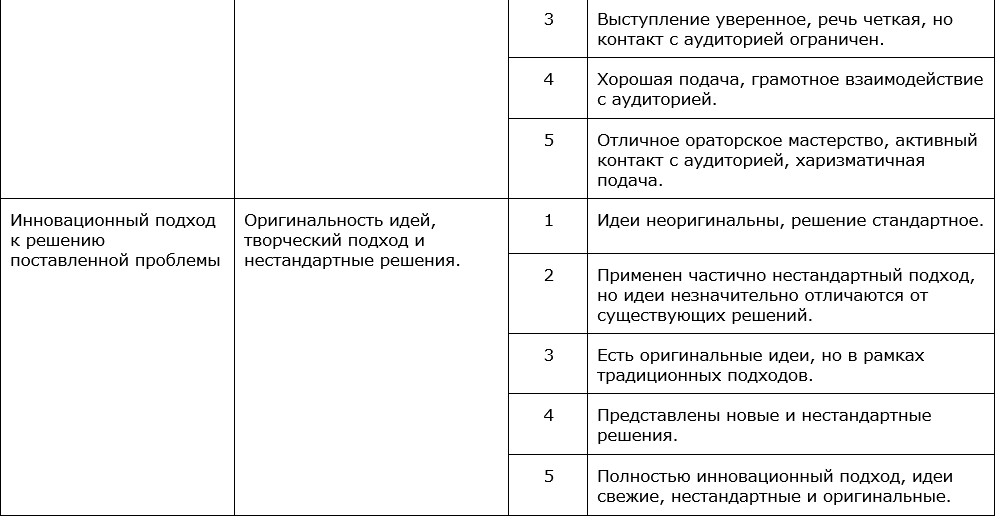 3
Выступление уверенное, речь четкая, но
контакт с аудиторией ограничен.
4
Хорошая подача, грамотное взаимодействие
с аудиторией.
5
Отличное ораторское мастерство, активный
контакт с аудиторией, харизматичная
подача.
Инновационный подход
к решению
поставленной проблемы
Оригинальность идей,
творческий подход и
нестандартные решения.
1
Идеи неоригинальны, решение стандартное.
2
Применен частично нестандартный подход,
но идеи незначительно отличаются от
существующих решений.
3
Есть оригинальные идеи, но в рамках
традиционных подходов.
4
Представлены новые и нестандартные
решения.
5
Полностью инновационный подход, идеи
свежие, нестандартные и оригинальные.